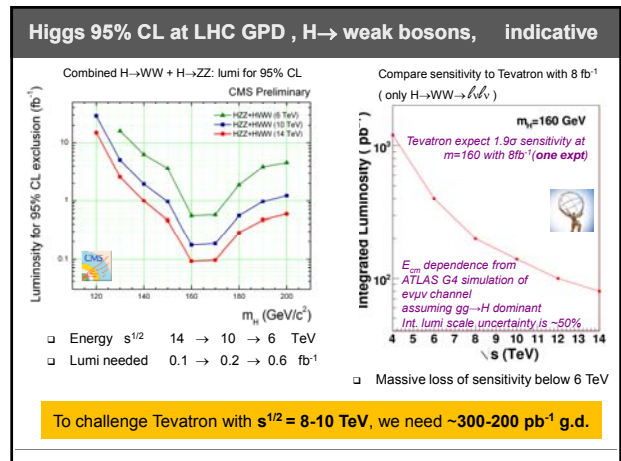 Higgs 95% CL at LHC GPD , H→ weak bosons, indicative
Combined H→WW + H→ZZ: lumi for 95% CL
CMS Preliminary
Luminosity for 95% CL exclusion (fb⁻¹)
HZZ+HWW (6 TeV)
HZZ+HWW (10 TeV)
HZZ+HWW (14 TeV)
10
1
0.1
CMS
120 140 160 180 200
m_H (GeV/c²)
❑ Energy s^1/2 14 → 10 → 6 TeV
❑ Lumi needed 0.1 → 0.2 → 0.6 fb⁻¹
Compare sensitivity to Tevatron with 8 fb⁻¹
( only H→WW→ℓνℓν )
Integrated Luminosity ( pb⁻¹
m_H=160 GeV
Tevatron expect 1.9σ sensitivity at
m=160 with 8fb⁻¹(one expt)
10³
10²
E_cm dependence from
ATLAS G4 simulation of
evμv channel
assuming gg→H dominant
Int. lumi scale uncertainty is ~50%
4 5 6 7 8 9 10 11 12 13 14
\s (TeV)
❑ Massive loss of sensitivity below 6 TeV
To challenge Tevatron with s^1/2 = 8-10 TeV, we need ~300-200 pb⁻¹ g.d.